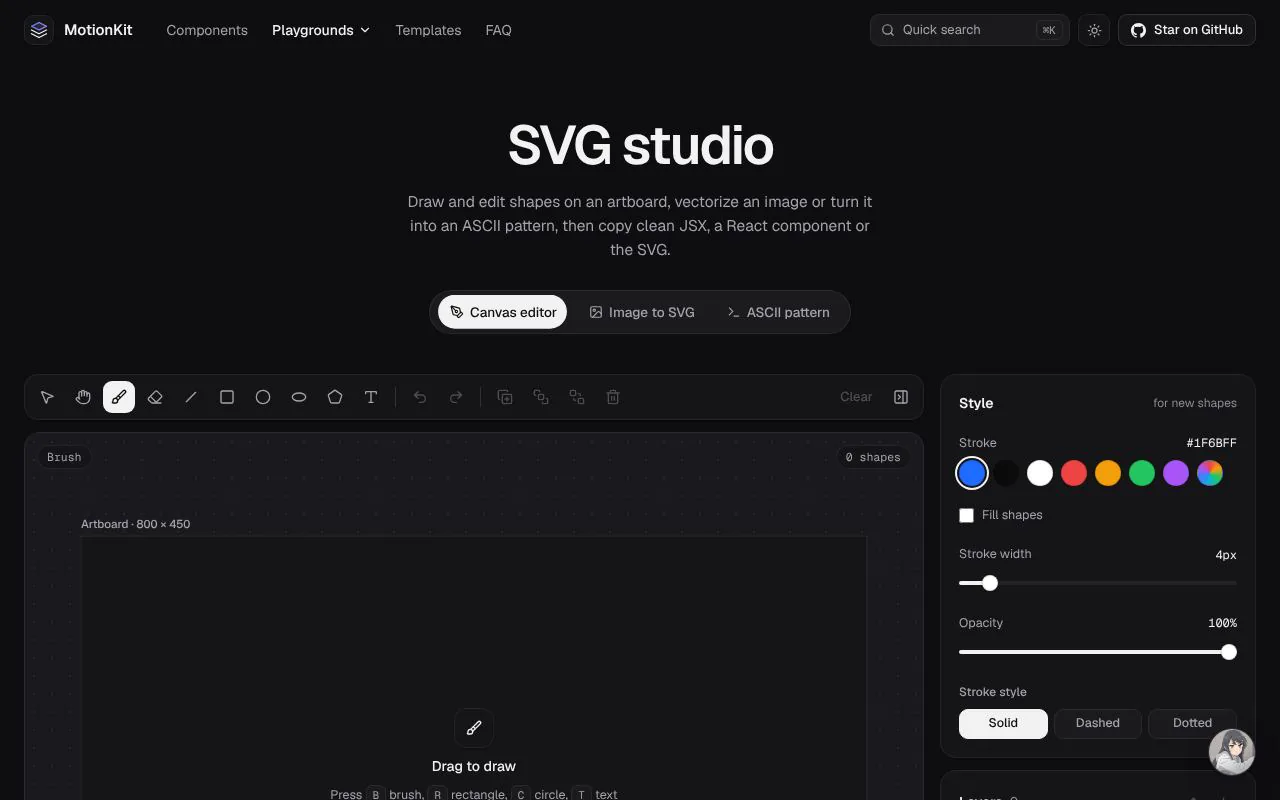 MotionKit
Components
Playgrounds
Templates
FAQ
Quick search
⌘K
Star on GitHub
SVG studio
Draw and edit shapes on an artboard, vectorize an image or turn it
into an ASCII pattern, then copy clean JSX, a React component or
the SVG.
Canvas editor
Image to SVG
ASCII pattern
Clear
Brush
0 shapes
Artboard · 800 × 450
Drag to draw
Press B brush, R rectangle, C circle, T text
Style
for new shapes
Stroke
#1F6BFF
Fill shapes
Stroke width
4px
Opacity
100%
Stroke style
Solid
Dashed
Dotted